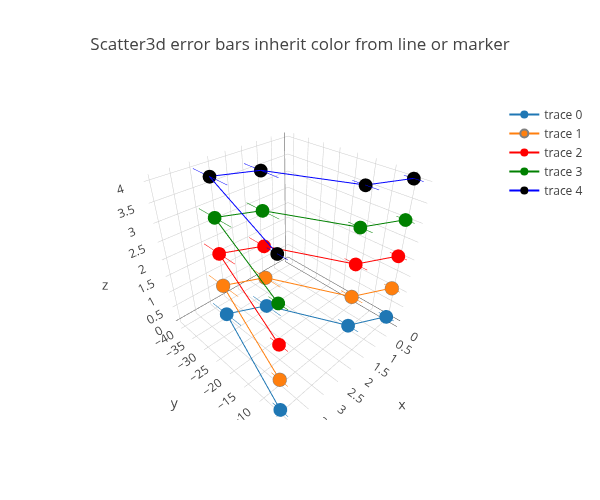 Scatter3d error bars inherit color from line or marker
trace 0
trace 1
trace 2
trace 3
trace 4
4
3.5
3
2.5
2
1.5
1
0.5
0
z
−40
−35
−30
−25
−20
−15
−10
y
0
0.5
1
1.5
2
2.5
3
x